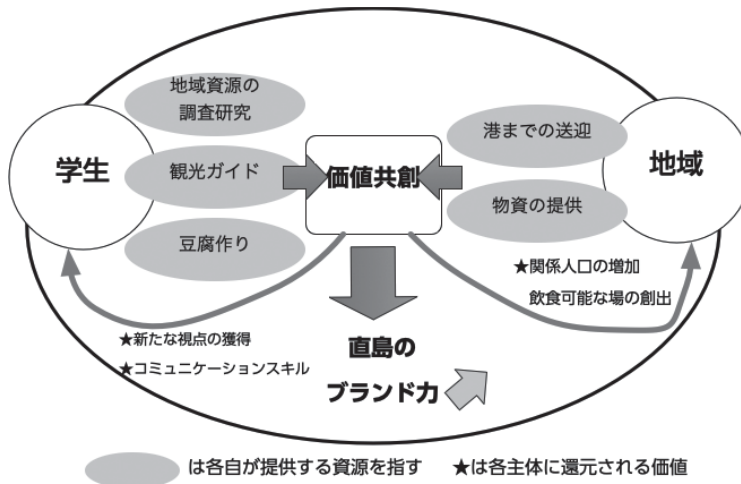 地域資源の
調査研究
学生
観光ガイド
豆腐作り
価値共創
港までの送迎
物資の提供
地域
★関係人口の増加
飲食可能な場の創出
★新たな視点の獲得
★コミュニケーションスキル
直島の
ブランド力
は各自が提供する資源を指す
★は各主体に還元される価値